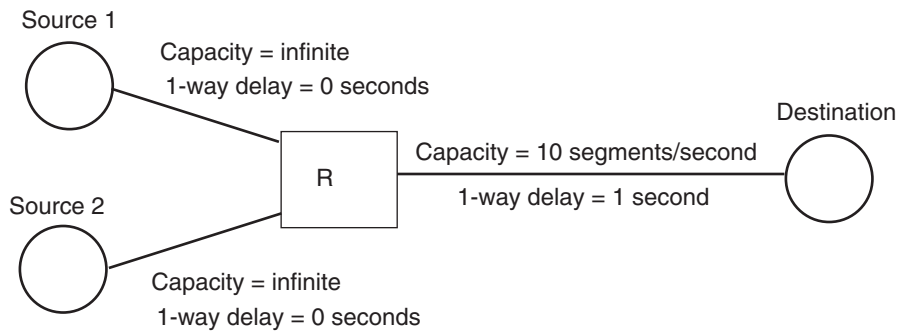 Source 1
Capacity = infinite
1-way delay = 0 seconds
Destination
Capacity = 10 segments/second
R
1-way delay = 1 second
Source 2
Capacity = infinite
1-way delay = 0 seconds